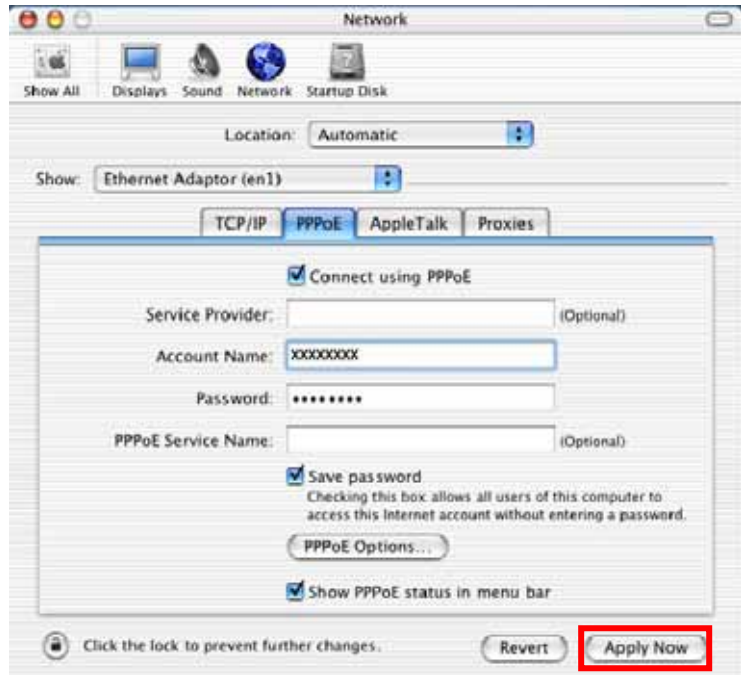 Network
Show All Displays Sound Network Startup Disk
Location: Automatic
Show: Ethernet Adaptor (en1)
TCP/IP PPPoE AppleTalk Proxies
Connect using PPPoE
Service Provider: (Optional)
Account Name: xxxxxxxx
Password: ••••••••
PPPoE Service Name: (Optional)
Save password
Checking this box allows all users of this computer to
access this Internet account without entering a password.
PPPoE Options...
Show PPPoE status in menu bar
Click the lock to prevent further changes. Revert Apply Now